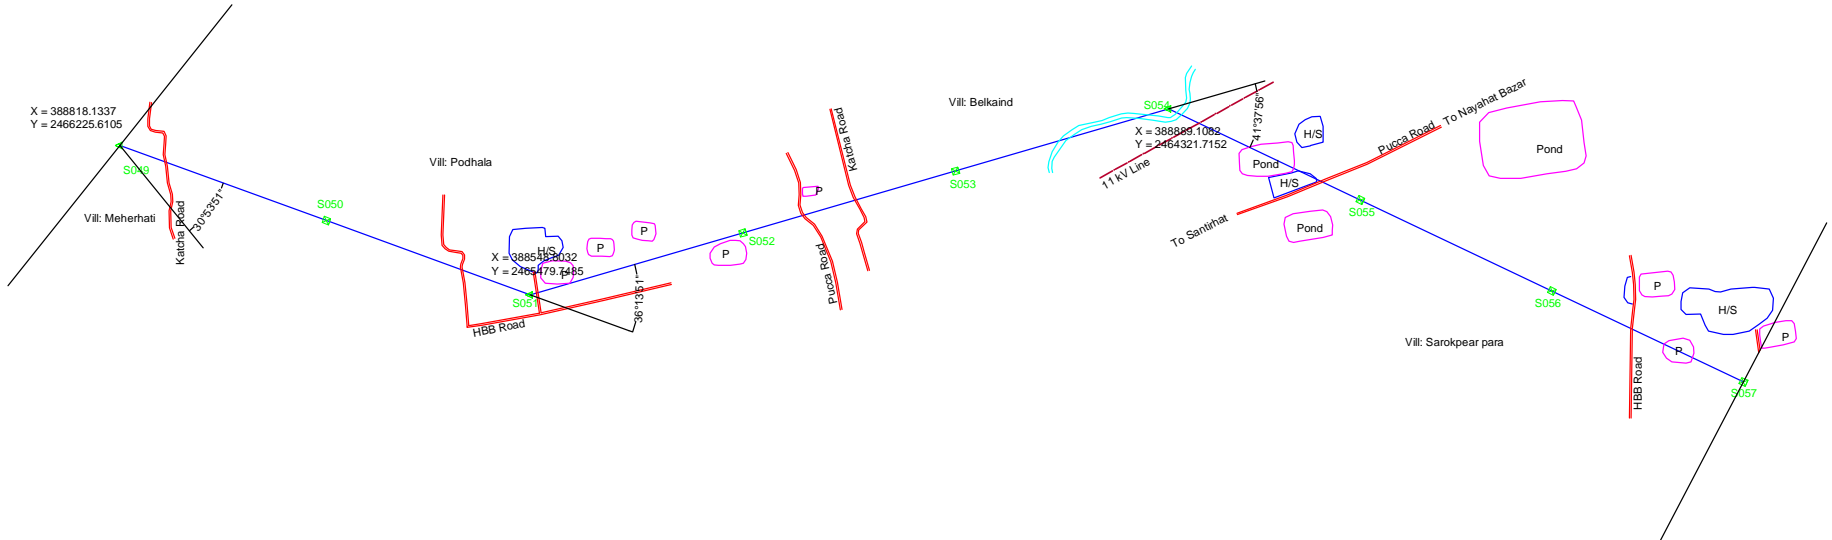 X = 388818.1337
Y = 2466225.6105
S049
Vill: Meherhati
Katcha Road
30°53'51"
S050
Vill: Podhala
H/S
X = 388548.8032
Y = 2465479.7485
P
S051
HBB Road
P
P
36°13'51"
P
S052
P
Pucca Road
Katcha Road
Vill: Belkaind
S053
S054
X = 388889.1082
Y = 2464321.7152
11 kV Line
41°37'56"
H/S
Pond
H/S
To Santirhat
Pond
Pucca Road
To Nayahat Bazar
Pond
S055
Vill: Sarokpear para
S056
HBB Road
P
H/S
P
P
S057